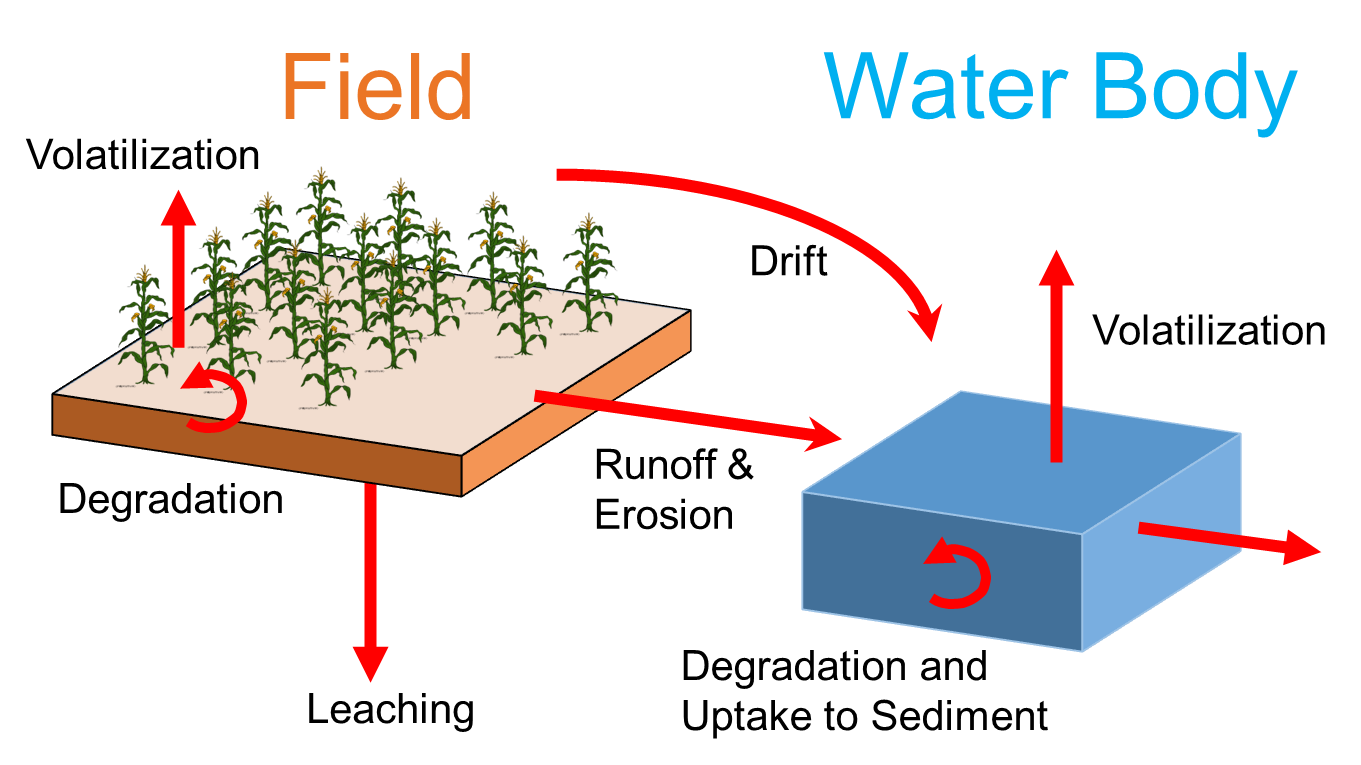 Field
Water Body
Volatilization
Drift
Volatilization
Runoff &
Erosion
Degradation
Leaching
Degradation and
Uptake to Sediment